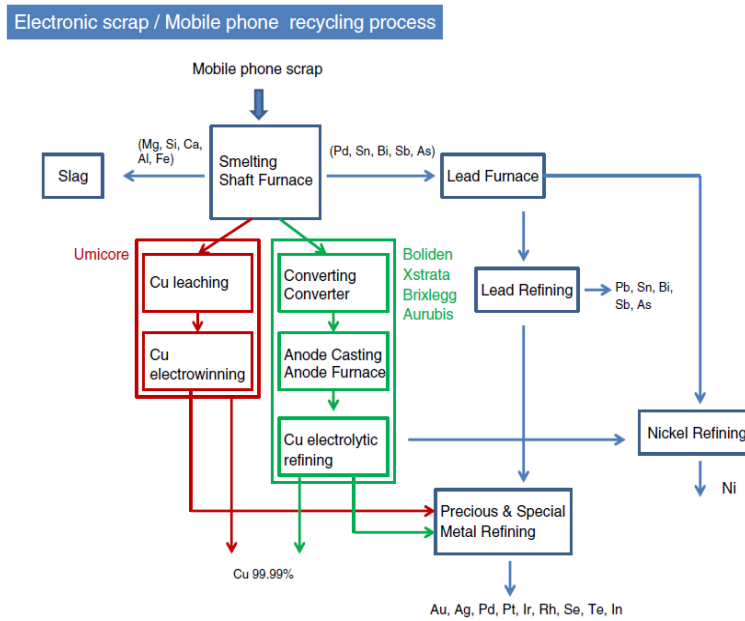 Electronic scrap / Mobile phone recycling process
Mobile phone scrap
(Mg, Si, Ca,
Al, Fe)
(Pd, Sn, Bi, Sb, As)
Slag
Smelting
Shaft Furnace
Lead Furnace
Umicore
Boliden
Xstrata
Brixlegg
Aurubis
Cu leaching
Converting
Converter
Lead Refining
Pb, Sn, Bi,
Sb, As
Cu
electrowinning
Anode Casting
Anode Furnace
Cu electrolytic
refining
Nickel Refining
Ni
Precious & Special
Metal Refining
Cu 99.99%
Au, Ag, Pd, Pt, Ir, Rh, Se, Te, In